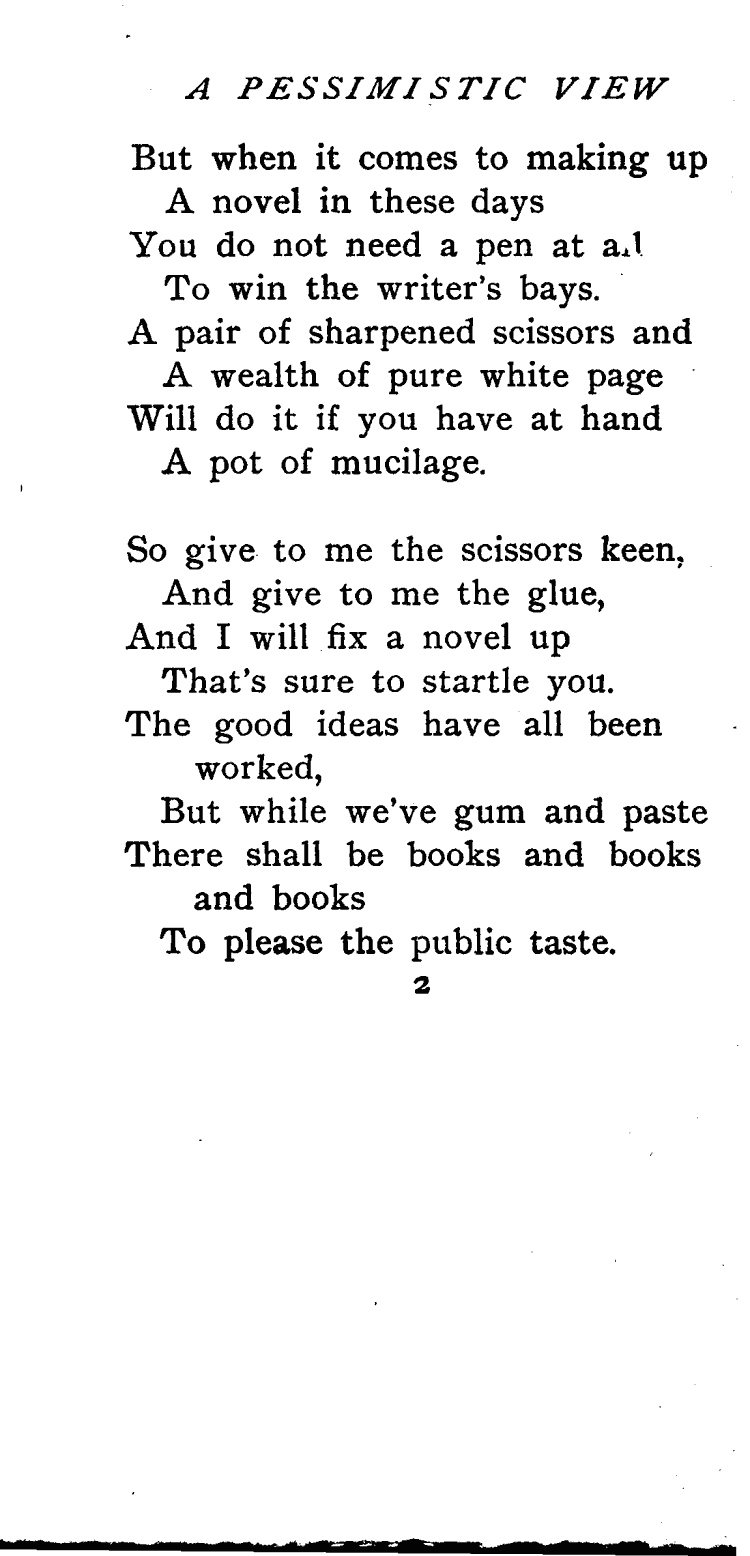 A PESSIMISTIC VIEW
But when it comes to making up
A novel in these days
You do not need a pen at all
To win the writer's bays.
A pair of sharpened scissors and
A wealth of pure white page
Will do it if you have at hand
A pot of mucilage.
So give to me the scissors keen,
And give to me the glue,
And I will fix a novel up
That's sure to startle you.
The good ideas have all been
worked,
But while we've gum and paste
There shall be books and books
and books
To please the public taste.
2